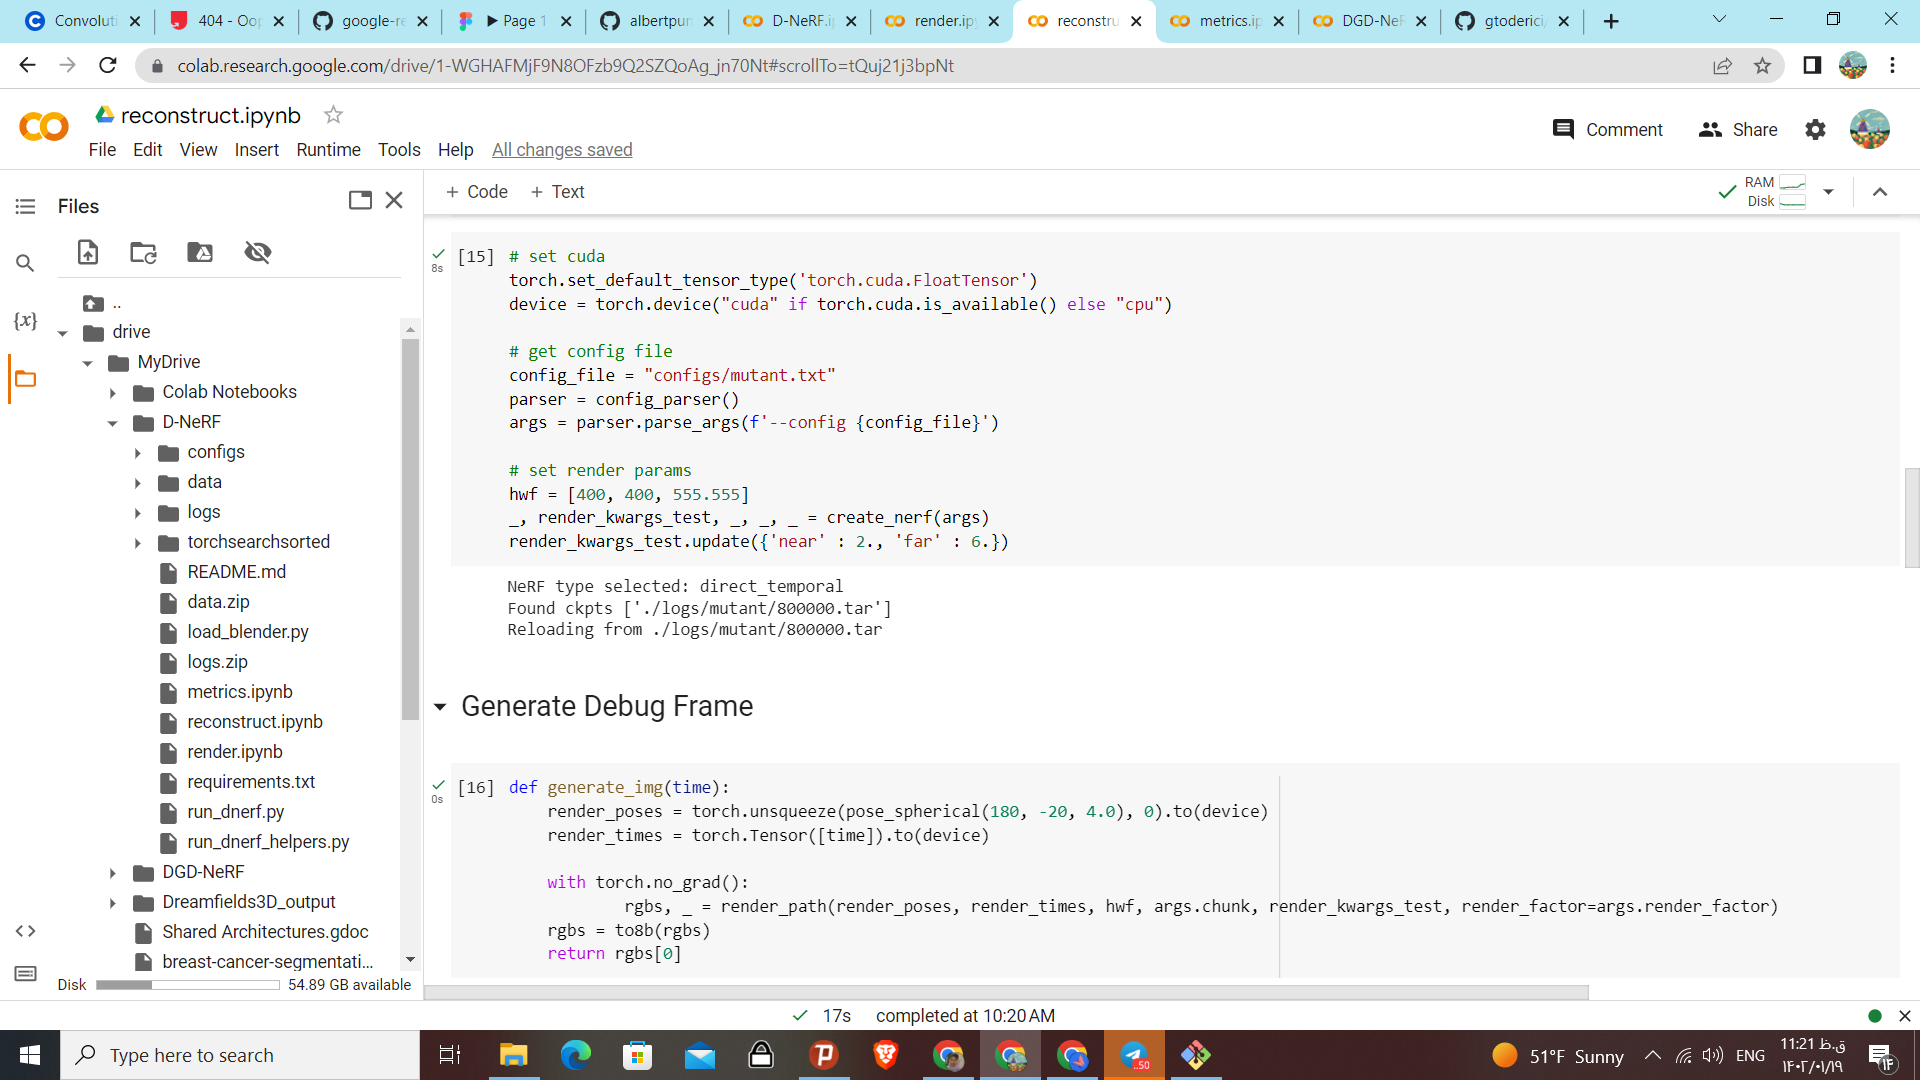 Convoluti
404 - Oop
google-re
▶ Page 1
albertpum
D-NeRF.ip
render.ipy
reconstru
metrics.ip
DGD-NeR
gtoderici/
colab.research.google.com/drive/1-WGHAFMjF9N8OFzb9Q2SZQoAg_jn70Nt#scrollTo=tQuj21j3bpNt
reconstruct.ipynb
Comment
Share
File Edit View Insert Runtime Tools Help All changes saved
Files
+ Code + Text
RAM
Disk
{x}
..
drive
MyDrive
Colab Notebooks
D-NeRF
configs
data
logs
torchsearchsorted
README.md
data.zip
load_blender.py
logs.zip
metrics.ipynb
reconstruct.ipynb
render.ipynb
requirements.txt
run_dnerf.py
run_dnerf_helpers.py
DGD-NeRF
Dreamfields3D_output
Shared Architectures.gdoc
breast-cancer-segmentati...
Disk 54.89 GB available
8s
[15] # set cuda
torch.set_default_tensor_type('torch.cuda.FloatTensor')
device = torch.device("cuda" if torch.cuda.is_available() else "cpu")
# get config file
config_file = "configs/mutant.txt"
parser = config_parser()
args = parser.parse_args(f'--config {config_file}')
# set render params
hwf = [400, 400, 555.555]
_, render_kwargs_test, _, _, _ = create_nerf(args)
render_kwargs_test.update({'near' : 2., 'far' : 6.})
NeRF type selected: direct_temporal
Found ckpts ['./logs/mutant/800000.tar']
Reloading from ./logs/mutant/800000.tar
Generate Debug Frame
0s
[16] def generate_img(time):
render_poses = torch.unsqueeze(pose_spherical(180, -20, 4.0), 0).to(device)
render_times = torch.Tensor([time]).to(device)
with torch.no_grad():
rgbs, _ = render_path(render_poses, render_times, hwf, args.chunk, render_kwargs_test, render_factor=args.render_factor)
rgbs = to8b(rgbs)
return rgbs[0]
17s completed at 10:20 AM
Type here to search
..50
51°F Sunny
ENG
11:21 ق.ظ
۱۴۰۲/۰۱/۱۹
۱۴